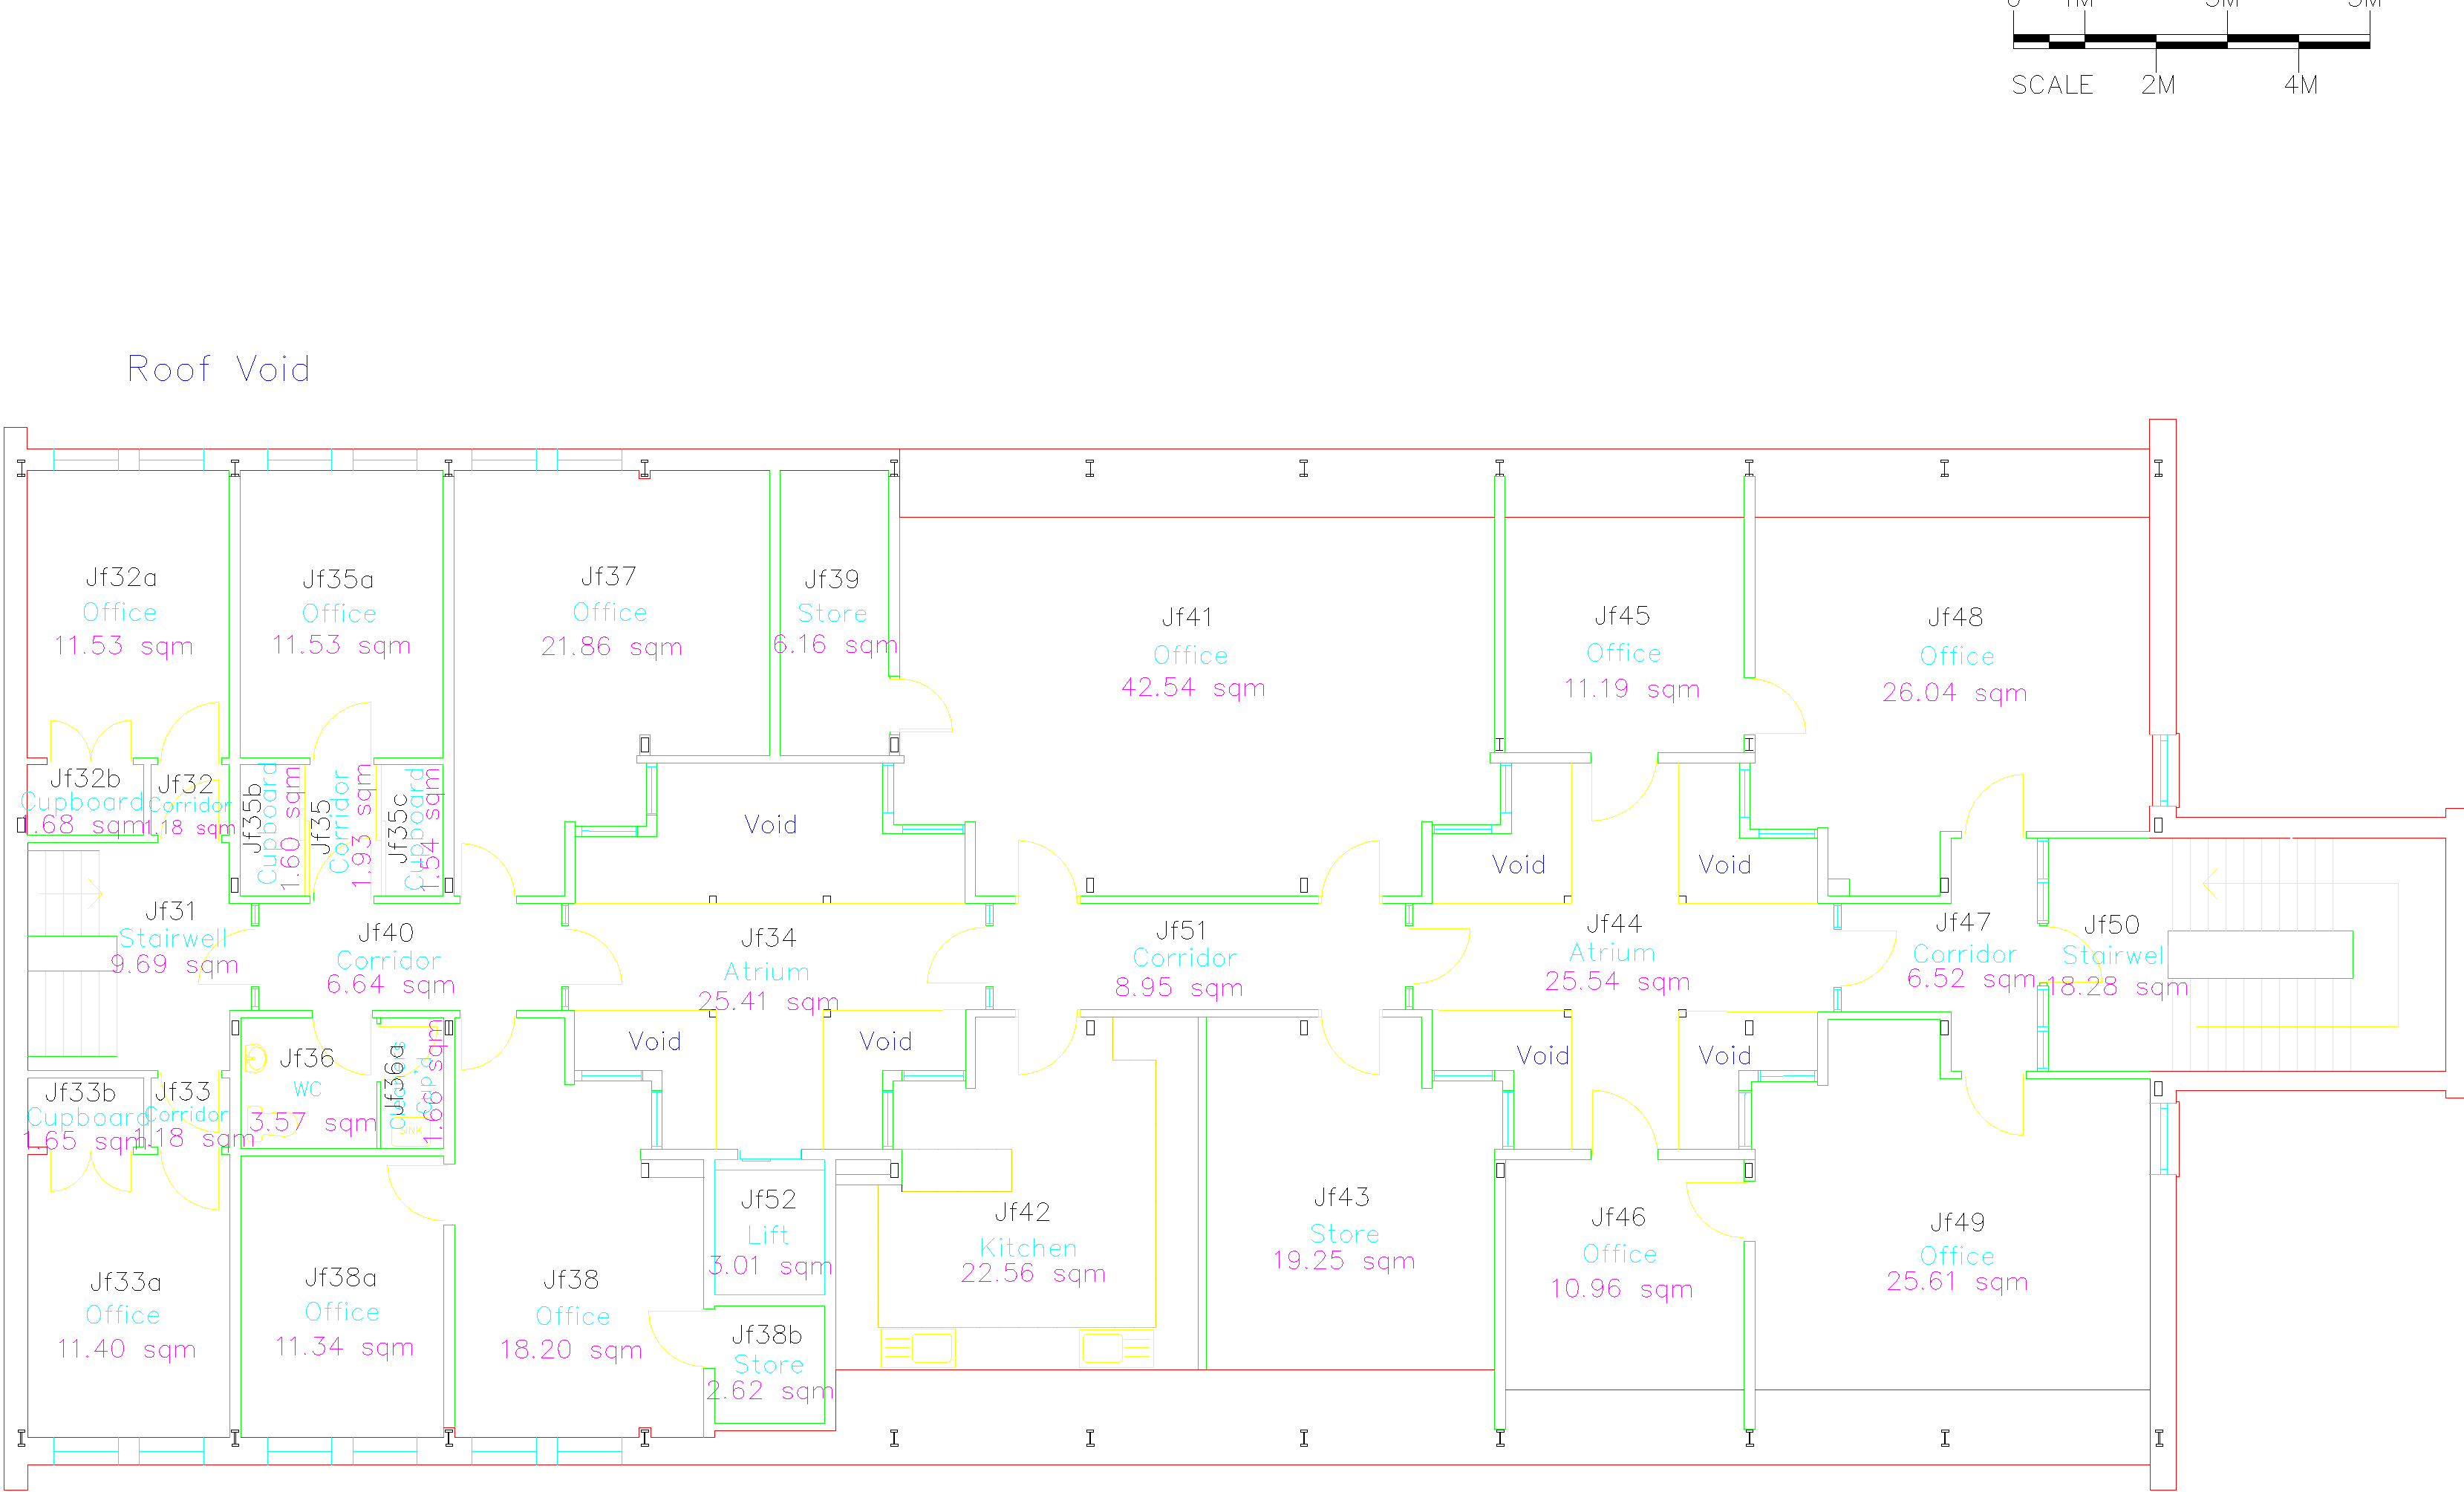 0 1M 3M 5M
SCALE 2M 4M
Roof Void
Jf32a
Office
11.53 sqm
Jf35a
Office
11.53 sqm
Jf37
Office
21.86 sqm
Jf39
Store
6.16 sqm
Jf41
Office
42.54 sqm
Jf45
Office
11.19 sqm
Jf48
Office
26.04 sqm
Jf32b
Cupboard
1.68 sqm
Jf32
Corridor
1.18 sqm
Jf35b
Cupboard
1.60 sqm
Jf35
Corridor
1.93 sqm
Jf35c
Cupboard
1.54 sqm
Void
Void
Void
Jf31
Stairwell
9.69 sqm
Jf40
Corridor
6.64 sqm
Jf34
Atrium
25.41 sqm
Jf51
Corridor
8.95 sqm
Jf44
Atrium
25.54 sqm
Jf47
Corridor
6.52 sqm
Jf50
Stairwel
18.28 sqm
Void
Void
Void
Void
Jf33b
Cupboard
1.65 sqm
Jf33
Corridor
1.18 sqm
Jf36
WC
3.57 sqm
Jf36a
Cleaners
Cup'd
1.66 sqm
SINK
Jf33a
Office
11.40 sqm
Jf38a
Office
11.34 sqm
Jf38
Office
18.20 sqm
Jf52
Lift
3.01 sqm
Jf38b
Store
2.62 sqm
Jf42
Kitchen
22.56 sqm
Jf43
Store
19.25 sqm
Jf46
Office
10.96 sqm
Jf49
Office
25.61 sqm